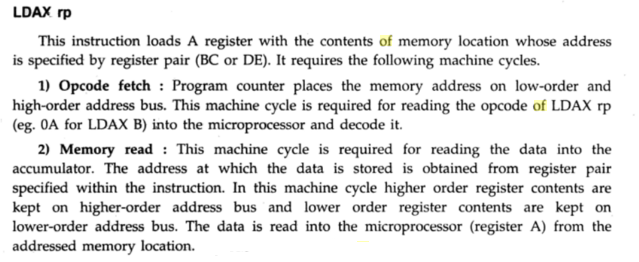 LDAX rp
This instruction loads A register with the contents of memory location whose address
is specified by register pair (BC or DE). It requires the following machine cycles.
1) Opcode fetch : Program counter places the memory address on low-order and
high-order address bus. This machine cycle is required for reading the opcode of LDAX rp
(eg. 0A for LDAX B) into the microprocessor and decode it.
2) Memory read : This machine cycle is required for reading the data into the
accumulator. The address at which the data is stored is obtained from register pair
specified within the instruction. In this machine cycle higher order register contents are
kept on higher-order address bus and lower order register contents are kept on
lower-order address bus. The data is read into the microprocessor (register A) from the
addressed memory location.